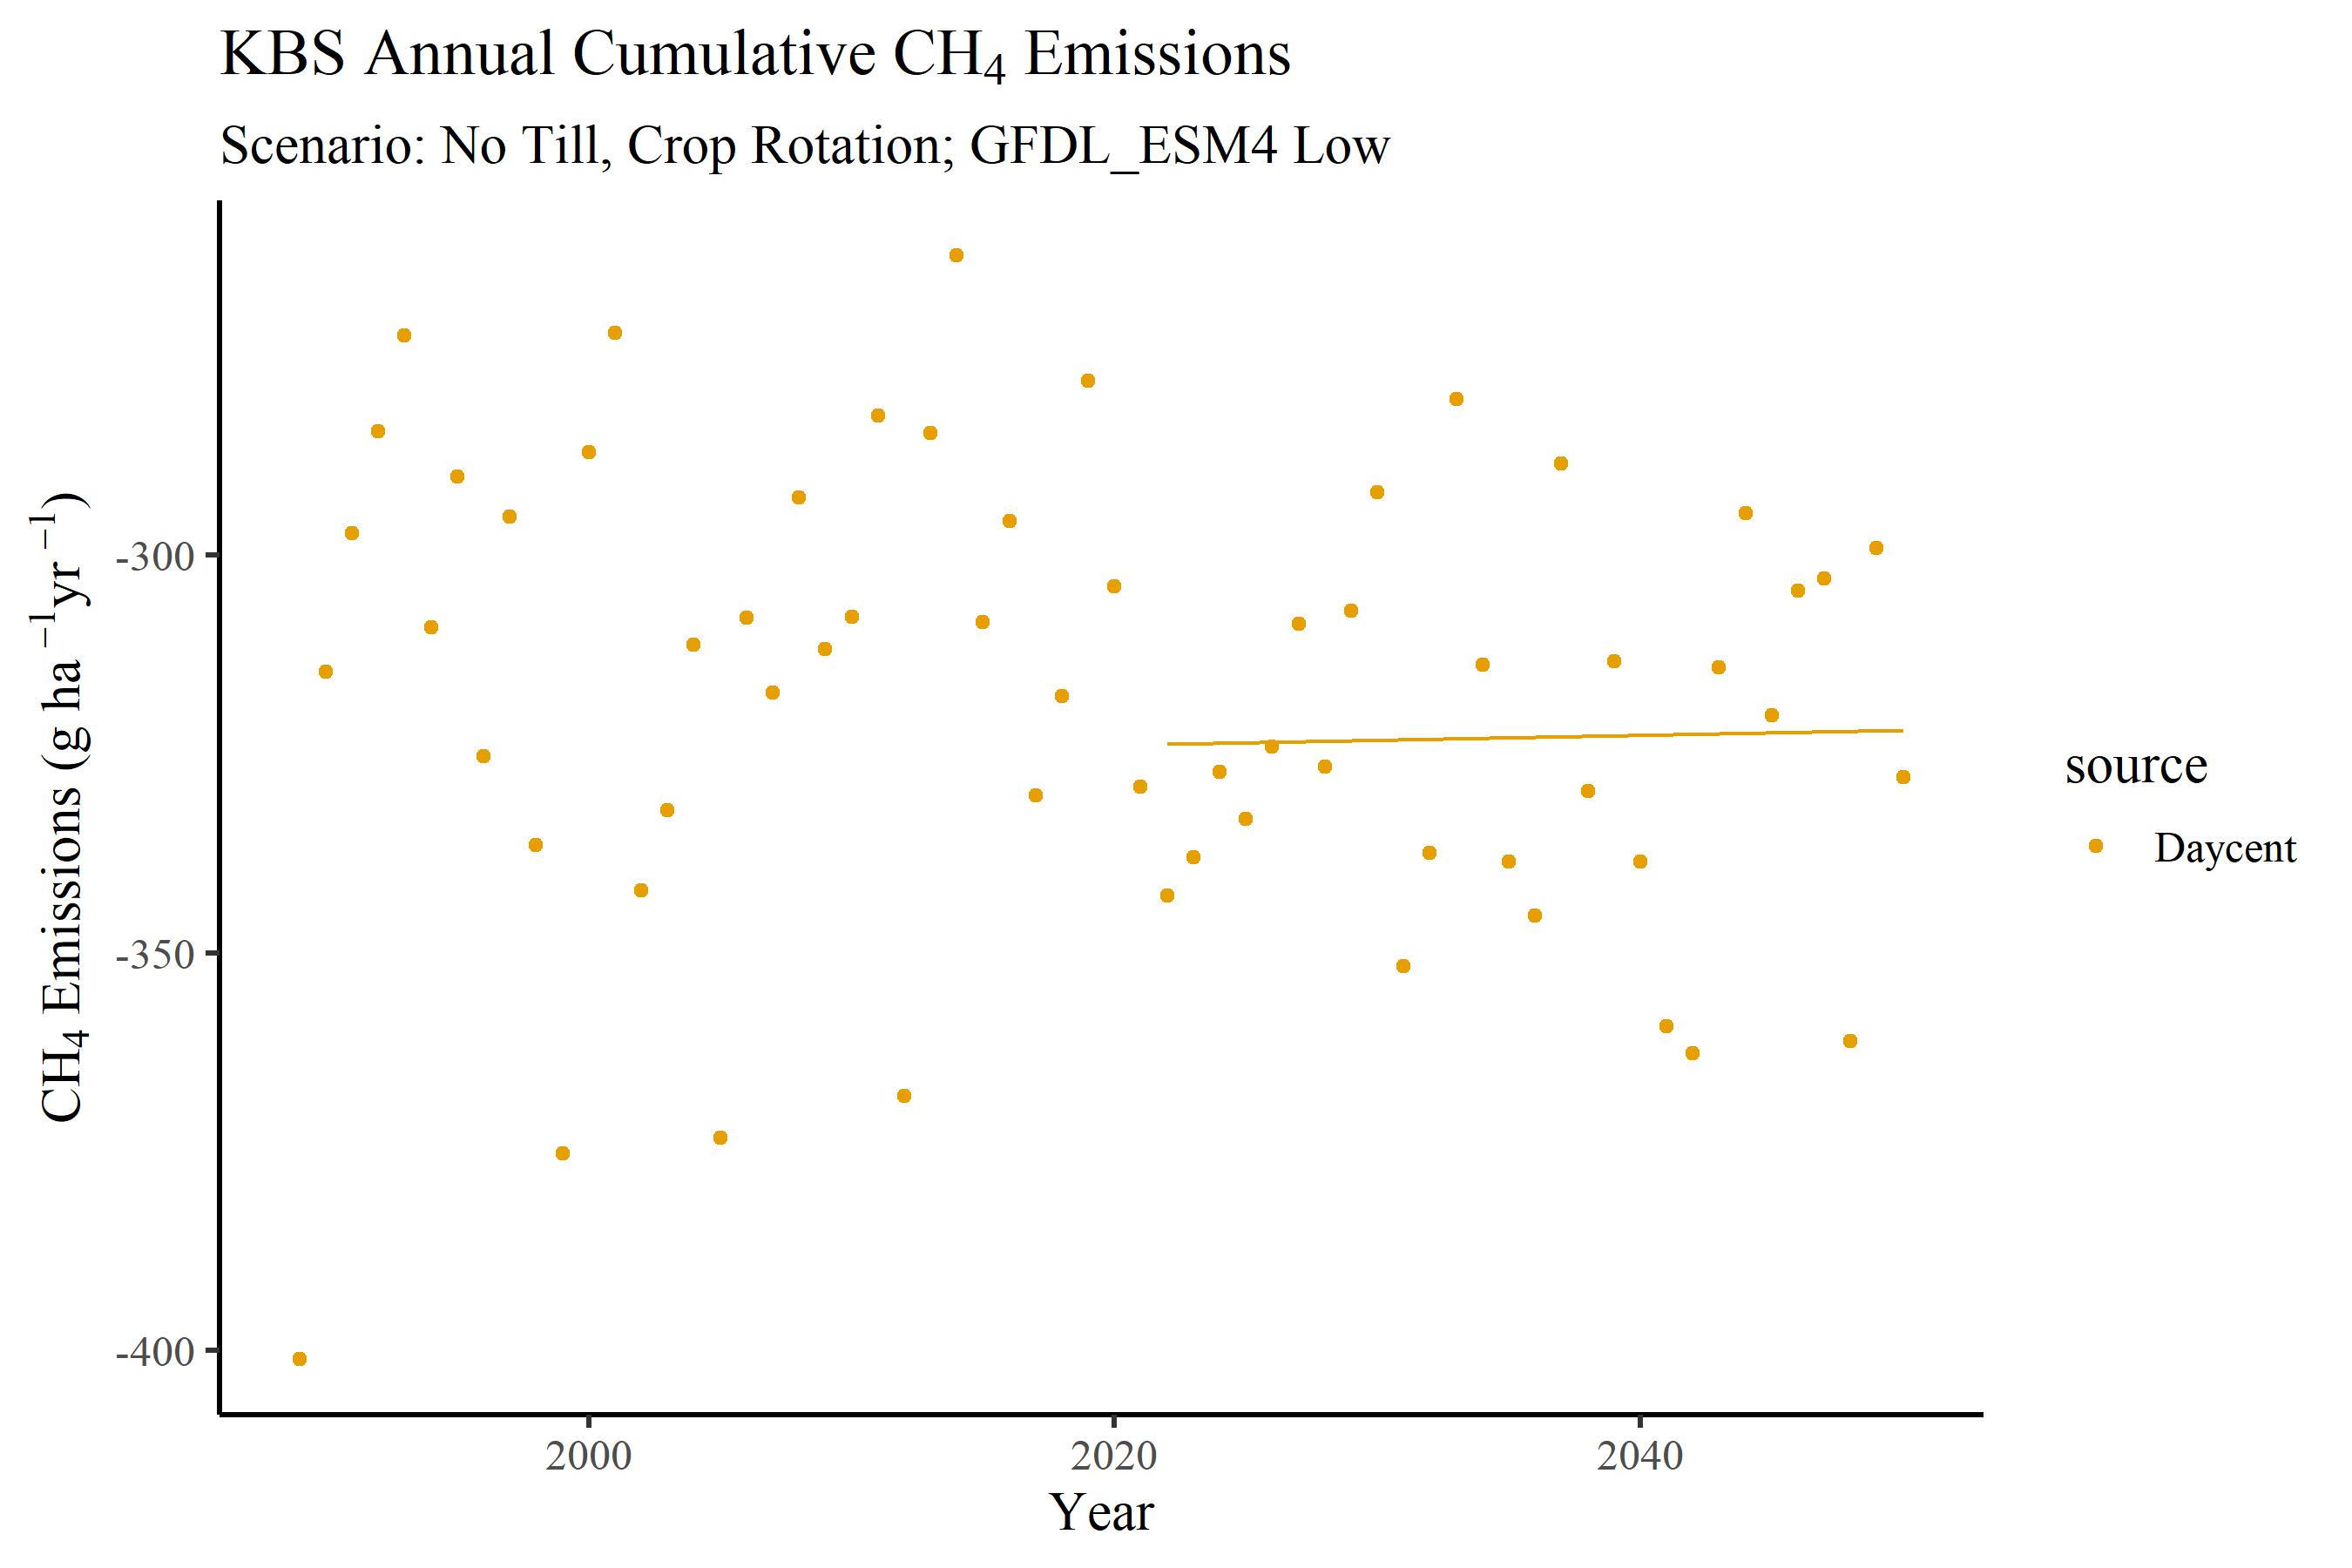 KBS Annual Cumulative CH₄ Emissions
Scenario: No Till, Crop Rotation; GFDL_ESM4 Low
CH₄ Emissions (g ha ⁻¹yr ⁻¹)
-300
-350
-400
2000
2020
2040
Year
source
Daycent